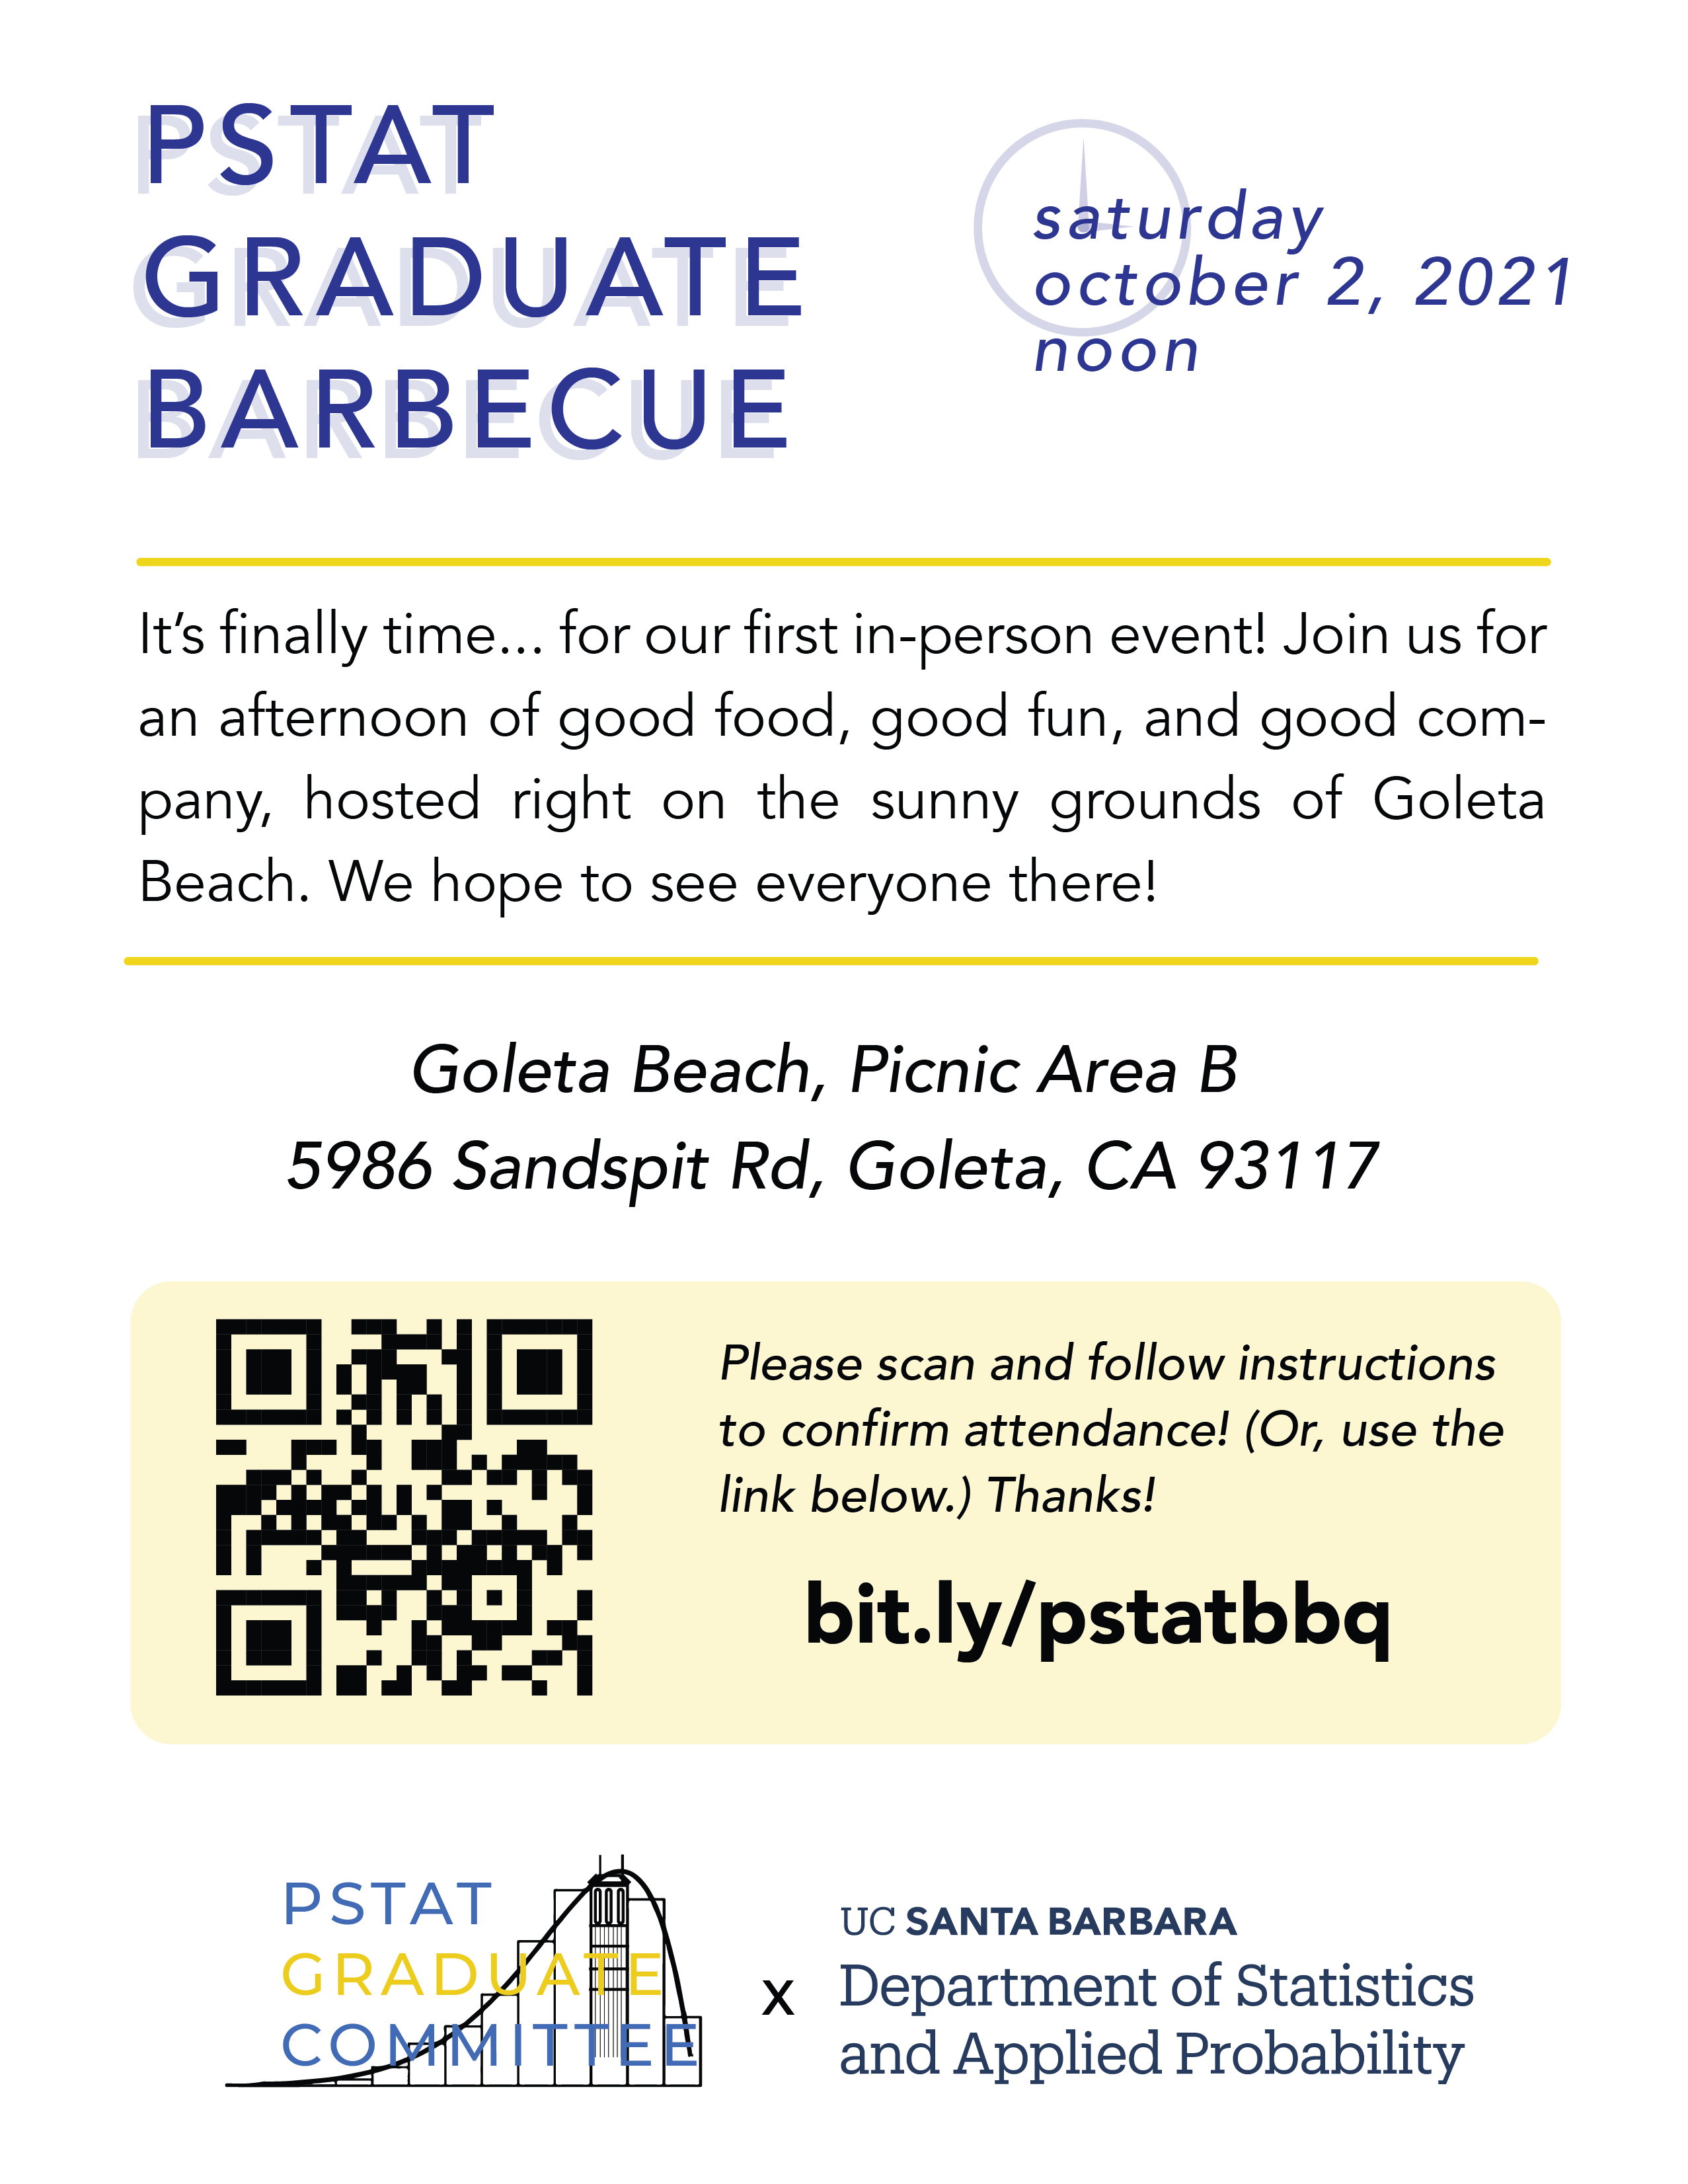 PSTAT
GRADUATE
BARBECUE
saturday
october 2, 2021
noon
It’s finally time... for our first in-person event! Join us for
an afternoon of good food, good fun, and good com-
pany, hosted right on the sunny grounds of Goleta
Beach. We hope to see everyone there!
Goleta Beach, Picnic Area B
5986 Sandspit Rd, Goleta, CA 93117
Please scan and follow instructions
to confirm attendance! (Or, use the
link below.) Thanks!
bit.ly/pstatbbq
PSTAT
GRADUATE
COMMITTEE
x
UC SANTA BARBARA
Department of Statistics
and Applied Probability